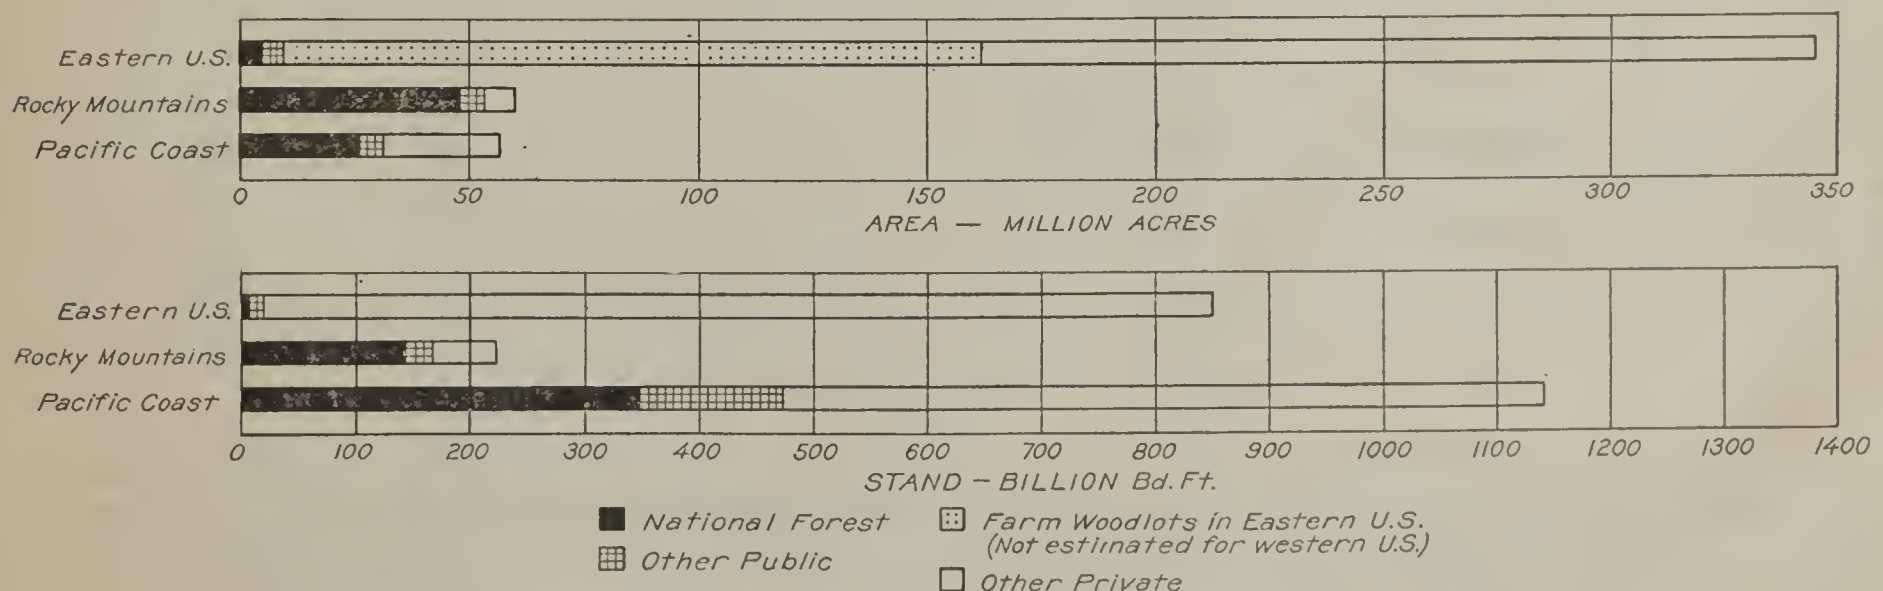 Eastern U.S.
Rocky Mountains
Pacific Coast
0 50 100 150 200 250 300 350
AREA — MILLION ACRES
Eastern U.S.
Rocky Mountains
Pacific Coast
0 100 200 300 400 500 600 700 800 900 1000 1100 1200 1300 1400
STAND — BILLION Bd. Ft.
National Forest
Other Public
Farm Woodlots in Eastern U.S.
(Not estimated for western U.S.)
Other Private